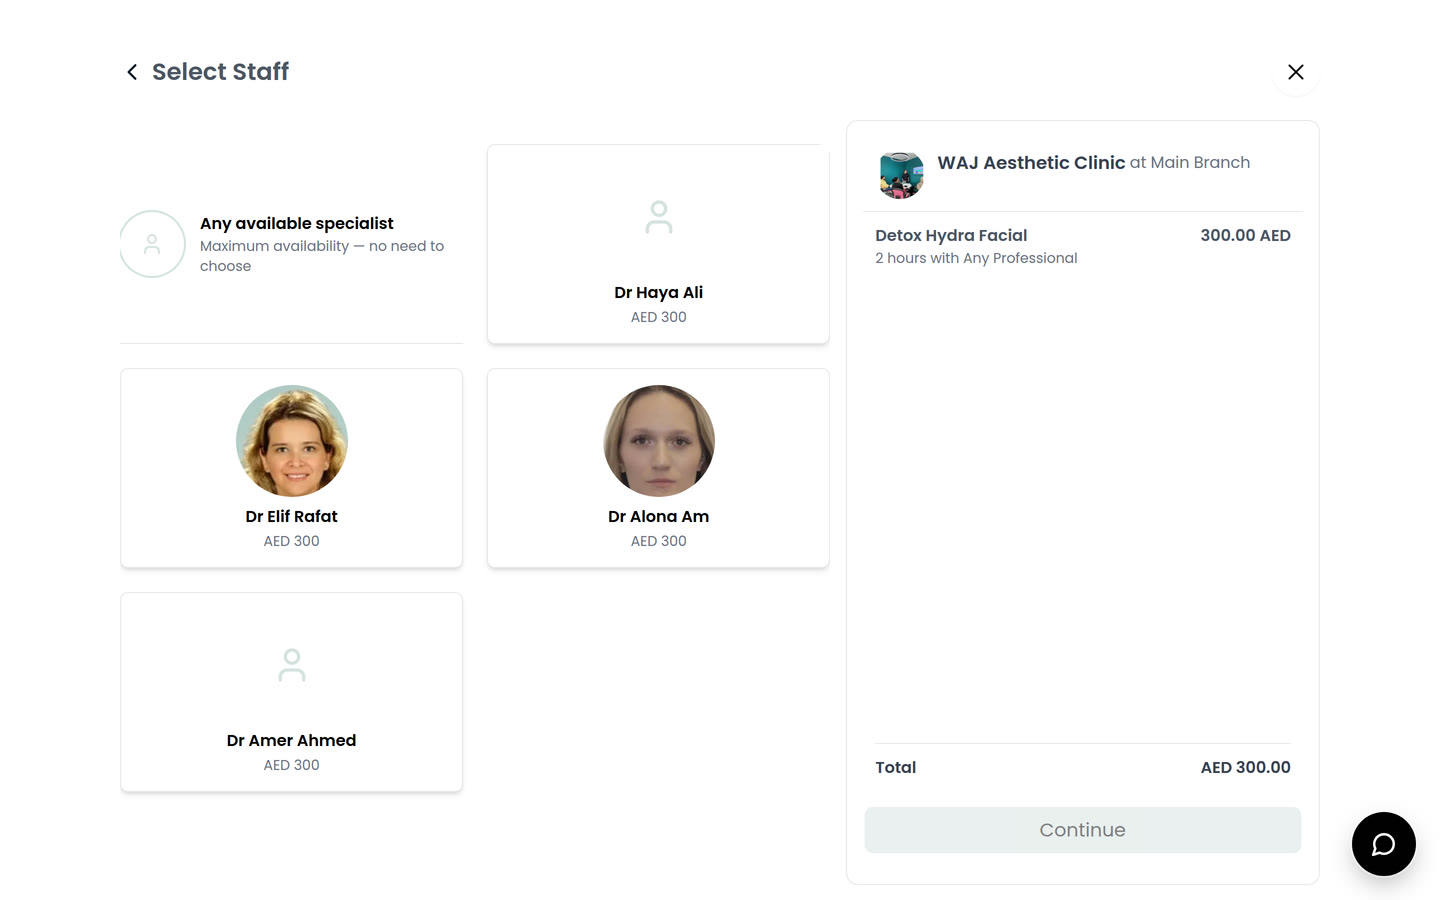 Select Staff
Any available specialist
Maximum availability — no need to
choose
Dr Haya Ali
AED 300
Dr Elif Rafat
AED 300
Dr Alona Am
AED 300
Dr Amer Ahmed
AED 300
WAJ Aesthetic Clinic at Main Branch
Detox Hydra Facial 300.00 AED
2 hours with Any Professional
Total AED 300.00
Continue